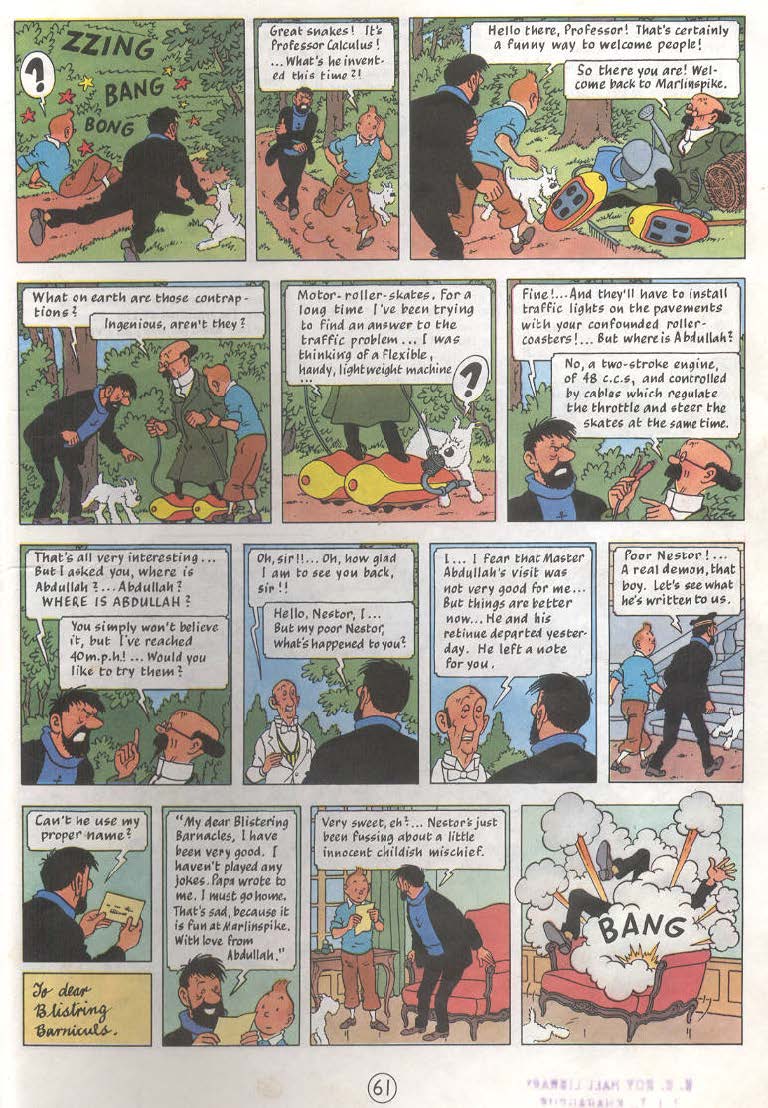 ZZING
?
BANG
BONG
Great snakes! It's
Professor Calculus!
...What's he invent-
ed this time?!
Hello there, Professor! That's certainly
a funny way to welcome people!
So there you are! Wel-
come back to Marlinspike.
What on earth are those contrap-
tions?
Ingenious, aren't they?
Motor-roller-skates. For a
long time I've been trying
to find an answer to the
traffic problem... I was
thinking of a flexible,
handy, lightweight machine
...
?
Fine!...And they'll have to install
traffic lights on the pavements
with your confounded roller-
coasters!... But where is Abdullah?
No, a two-stroke engine,
of 48 c.c.s, and controlled
by cables which regulate
the throttle and steer the
skates at the same time.
That's all very interesting...
But I asked you, where is
Abdullah?...Abdullah?
WHERE IS ABDULLAH?
You simply won't believe
it, but I've reached
40 m.p.h.! ... Would you
like to try them?
Oh, sir!!... Oh, how glad
I am to see you back,
sir!!
Hello, Nestor, I...
But my poor Nestor,
what's happened to you?
I... I fear that Master
Abdullah's visit was
not very good for me...
But things are better
now... He and his
retinue departed yester-
day. He left a note
for you.
Poor Nestor!...
A real demon, that
boy. Let's see what
he's written to us.
Can't he use my
proper name?
To dear
Blistring
Barniculs.
"My dear Blistering
Barnacles, I have
been very good. I
haven't played any
jokes. Papa wrote to
me. I must go home.
That's sad, because it
is fun at Marlinspike.
With love from
Abdullah."
Very sweet, eh?... Nestor's just
been fussing about a little
innocent childish mischief.
BANG
61